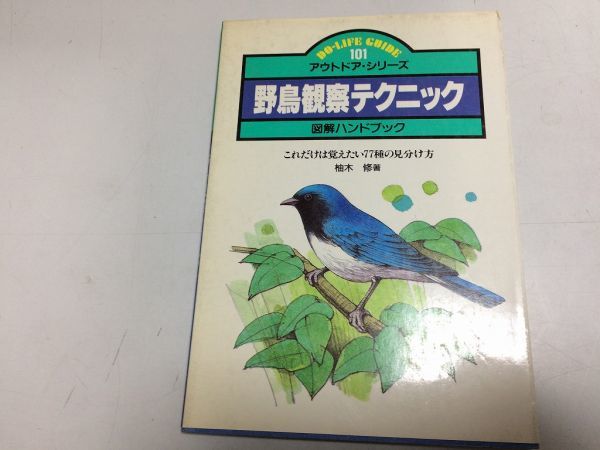 DO-LIFE GUIDE
101
アウトドア・シリーズ
野鳥観察テクニック
図解ハンドブック
これだけは覚えたい77種の見分け方
柚木 修著